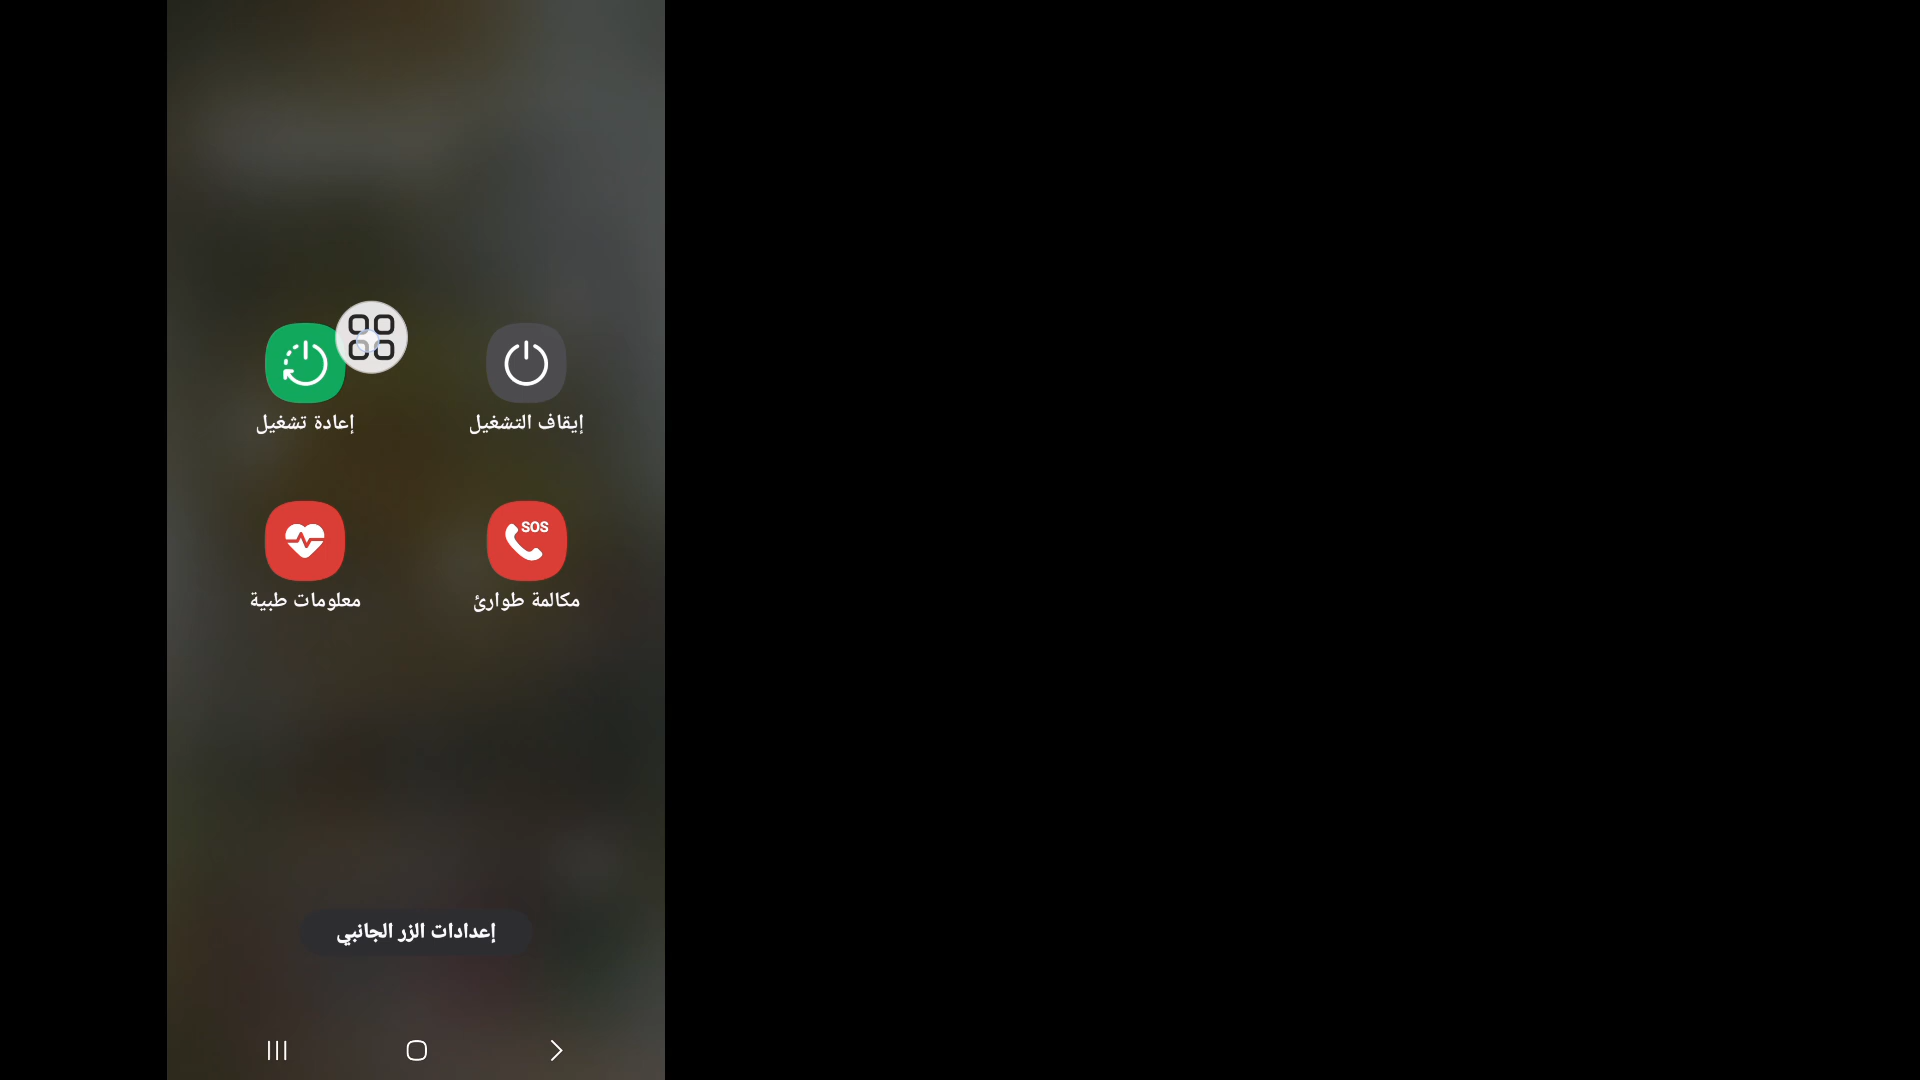 إيقاف التشغيل
إعادة تشغيل
SOS
مكالمة طوارئ
معلومات طبية
إعدادات الزر الجانبي